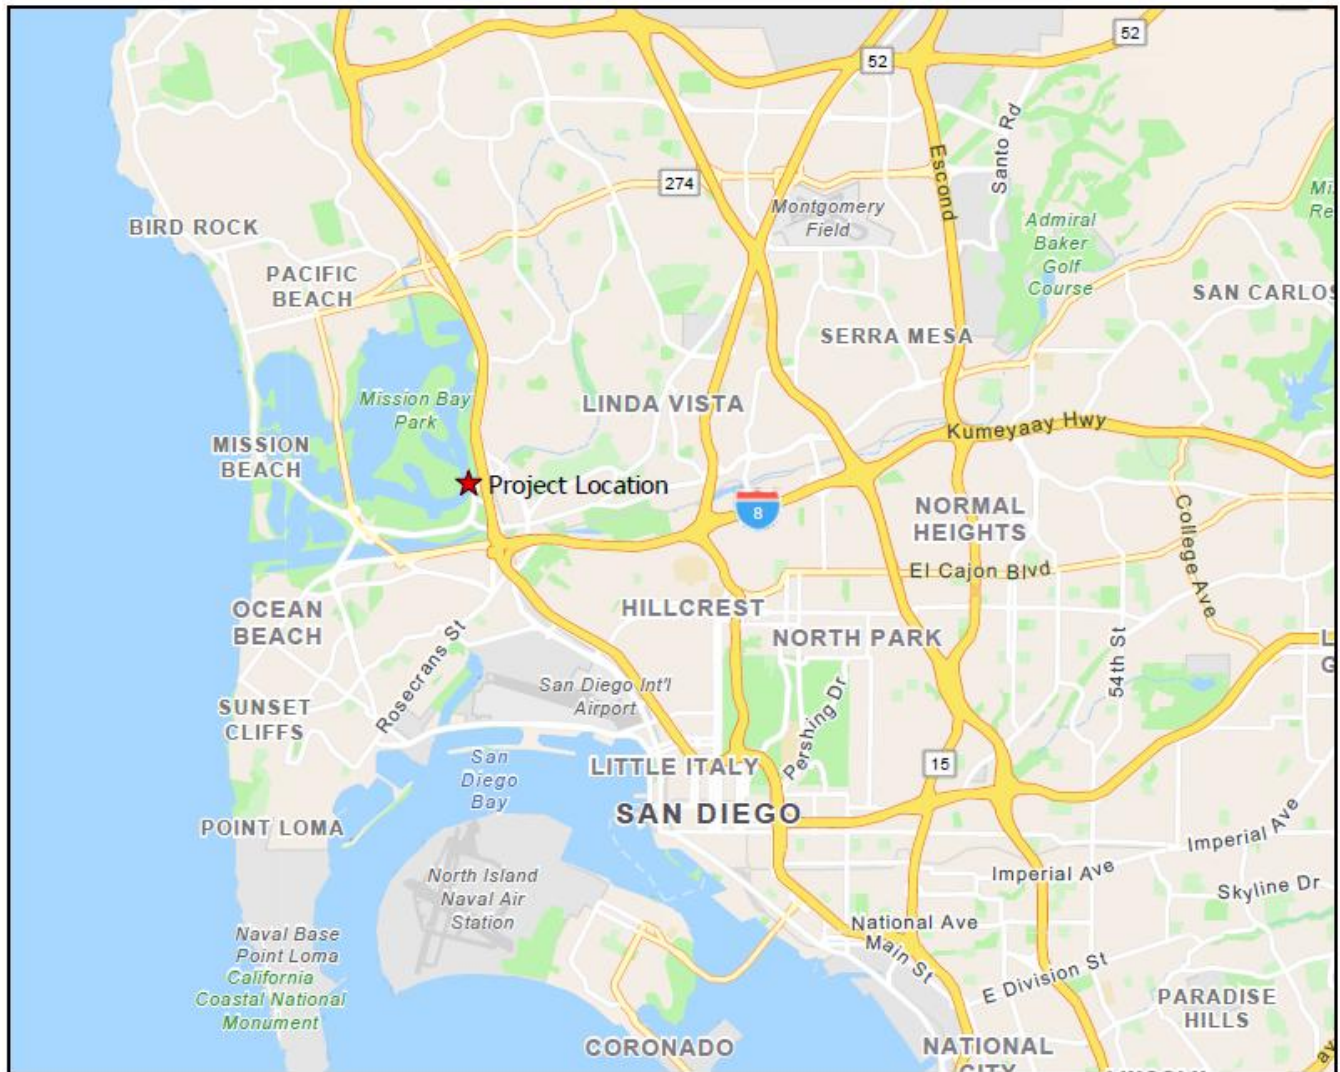 52
52
Santo Rd
Escond
274
Montgomery
Field
Admiral
Baker
Golf
Course
BIRD ROCK
PACIFIC
BEACH
SAN CARLOS
SERRA MESA
Mission Bay
Park
LINDA VISTA
Kumeyaay Hwy
MISSION
BEACH
Project Location
8
NORMAL
HEIGHTS
College Ave
El Cajon Blvd
OCEAN
BEACH
HILLCREST
NORTH PARK
54th St
Rosecrans St
San Diego Int'l
Airport
SUNSET
CLIFFS
Pershing Dr
San
Diego
Bay
LITTLE ITALY
15
SAN DIEGO
POINT LOMA
Imperial Ave
Imperial Ave
North Island
Naval Air
Station
Skyline Dr
National Ave
Main St
Naval Base
Point Loma
California
Coastal National
Monument
E Division St
PARADISE
HILLS
CORONADO
NATIONAL
CITY